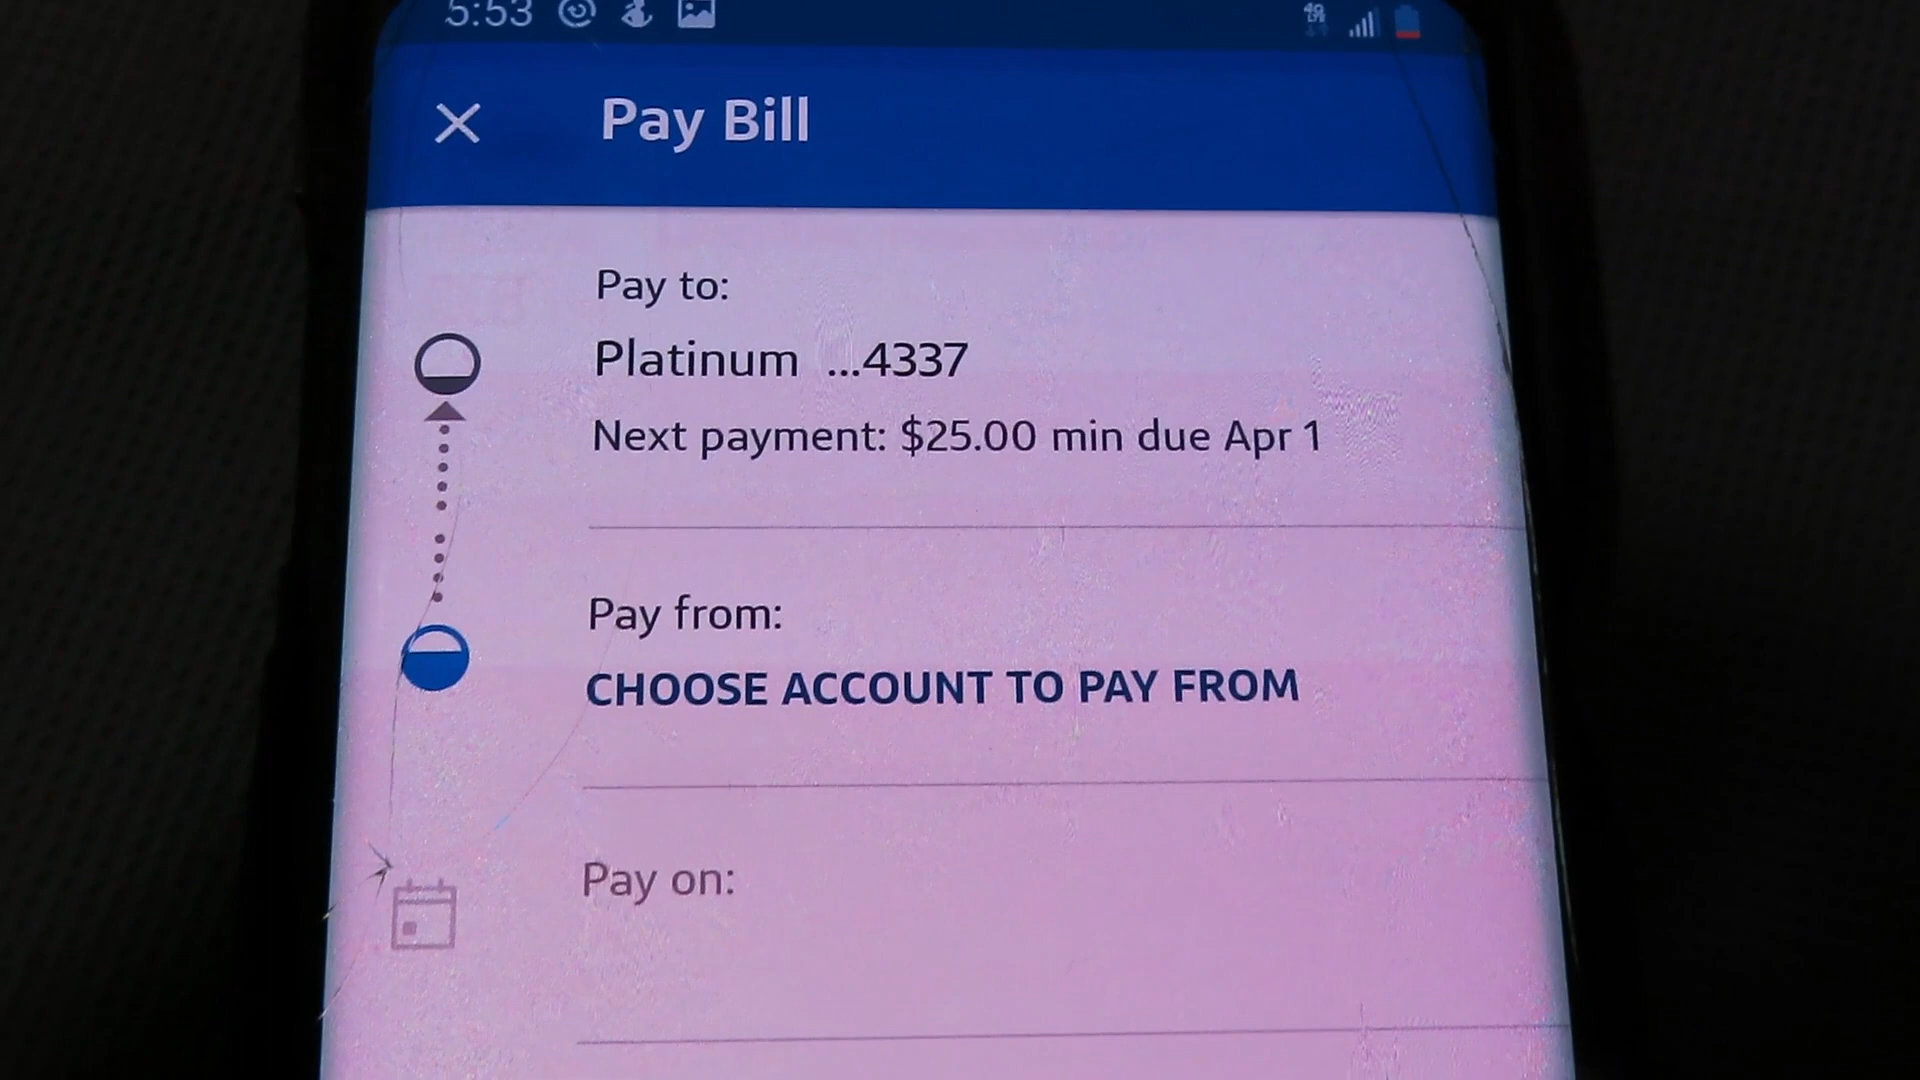 5:53
Pay Bill
Pay to:
Platinum ...4337
Next payment: $25.00 min due Apr 1
Pay from:
CHOOSE ACCOUNT TO PAY FROM
Pay on: